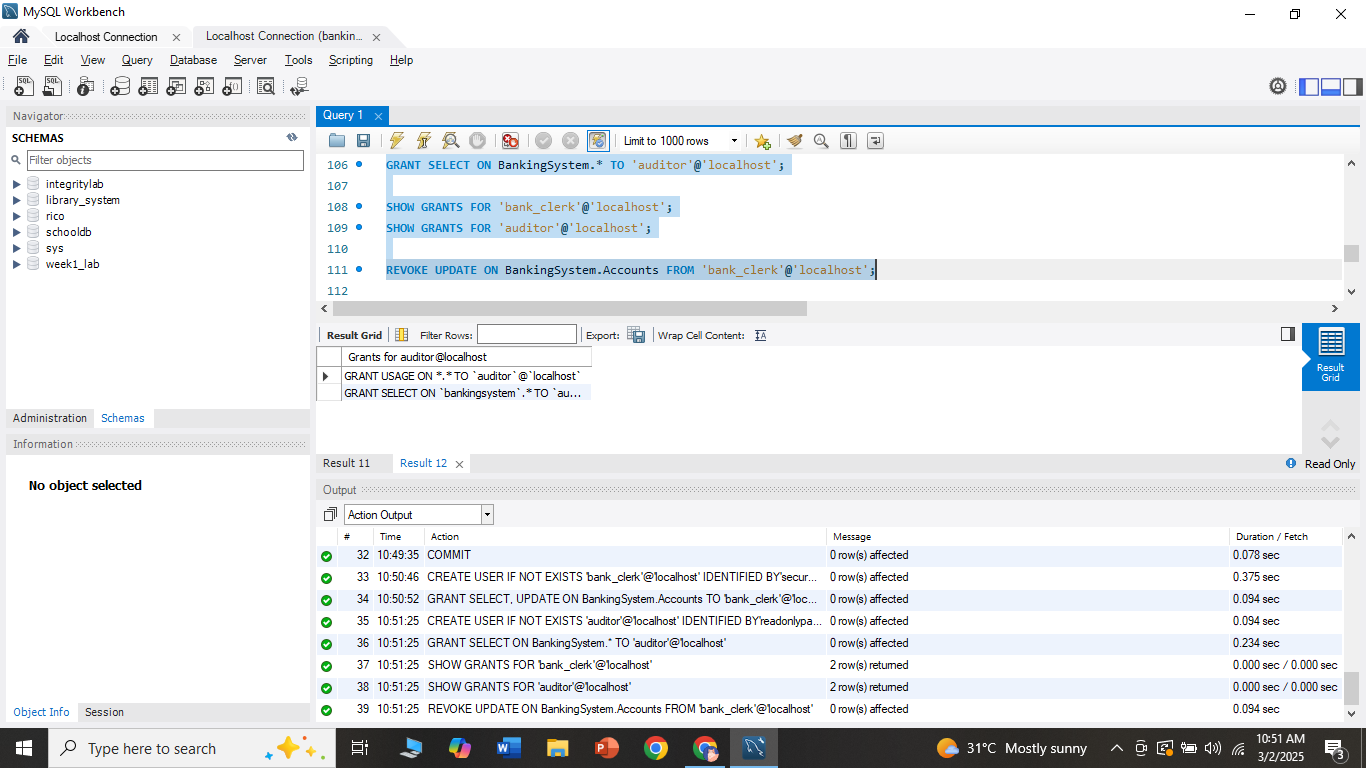 MySQL Workbench
Localhost Connection
Localhost Connection (bankin...
File Edit View Query Database Server Tools Scripting Help
Navigator
SCHEMAS
Filter objects
integritylab
library_system
rico
schooldb
sys
week1_lab
Administration Schemas
Information
No object selected
Object Info Session
Query 1
Limit to 1000 rows
106 GRANT SELECT ON BankingSystem.* TO 'auditor'@'localhost';
107
108 SHOW GRANTS FOR 'bank_clerk'@'localhost';
109 SHOW GRANTS FOR 'auditor'@'localhost';
110
111 REVOKE UPDATE ON BankingSystem.Accounts FROM 'bank_clerk'@'localhost';
112
Result Grid Filter Rows: Export: Wrap Cell Content:
Grants for auditor@localhost
GRANT USAGE ON *.* TO `auditor`@`localhost`
GRANT SELECT ON `bankingsystem`.* TO `au...
Result Grid
Result 11 Result 12 Read Only
Output
Action Output
# Time Action Message Duration / Fetch
32 10:49:35 COMMIT 0 row(s) affected 0.078 sec
33 10:50:46 CREATE USER IF NOT EXISTS 'bank_clerk'@'localhost' IDENTIFIED BY'secur... 0 row(s) affected 0.375 sec
34 10:50:52 GRANT SELECT, UPDATE ON BankingSystem.Accounts TO 'bank_clerk'@'loc... 0 row(s) affected 0.094 sec
35 10:51:25 CREATE USER IF NOT EXISTS 'auditor'@'localhost' IDENTIFIED BY'readonlypa... 0 row(s) affected 0.094 sec
36 10:51:25 GRANT SELECT ON BankingSystem.* TO 'auditor'@'localhost' 0 row(s) affected 0.234 sec
37 10:51:25 SHOW GRANTS FOR 'bank_clerk'@'localhost' 2 row(s) returned 0.000 sec / 0.000 sec
38 10:51:25 SHOW GRANTS FOR 'auditor'@'localhost' 2 row(s) returned 0.000 sec / 0.000 sec
39 10:51:25 REVOKE UPDATE ON BankingSystem.Accounts FROM 'bank_clerk'@'localhost' 0 row(s) affected 0.094 sec
Type here to search
31°C Mostly sunny
10:51 AM
3/2/2025
3